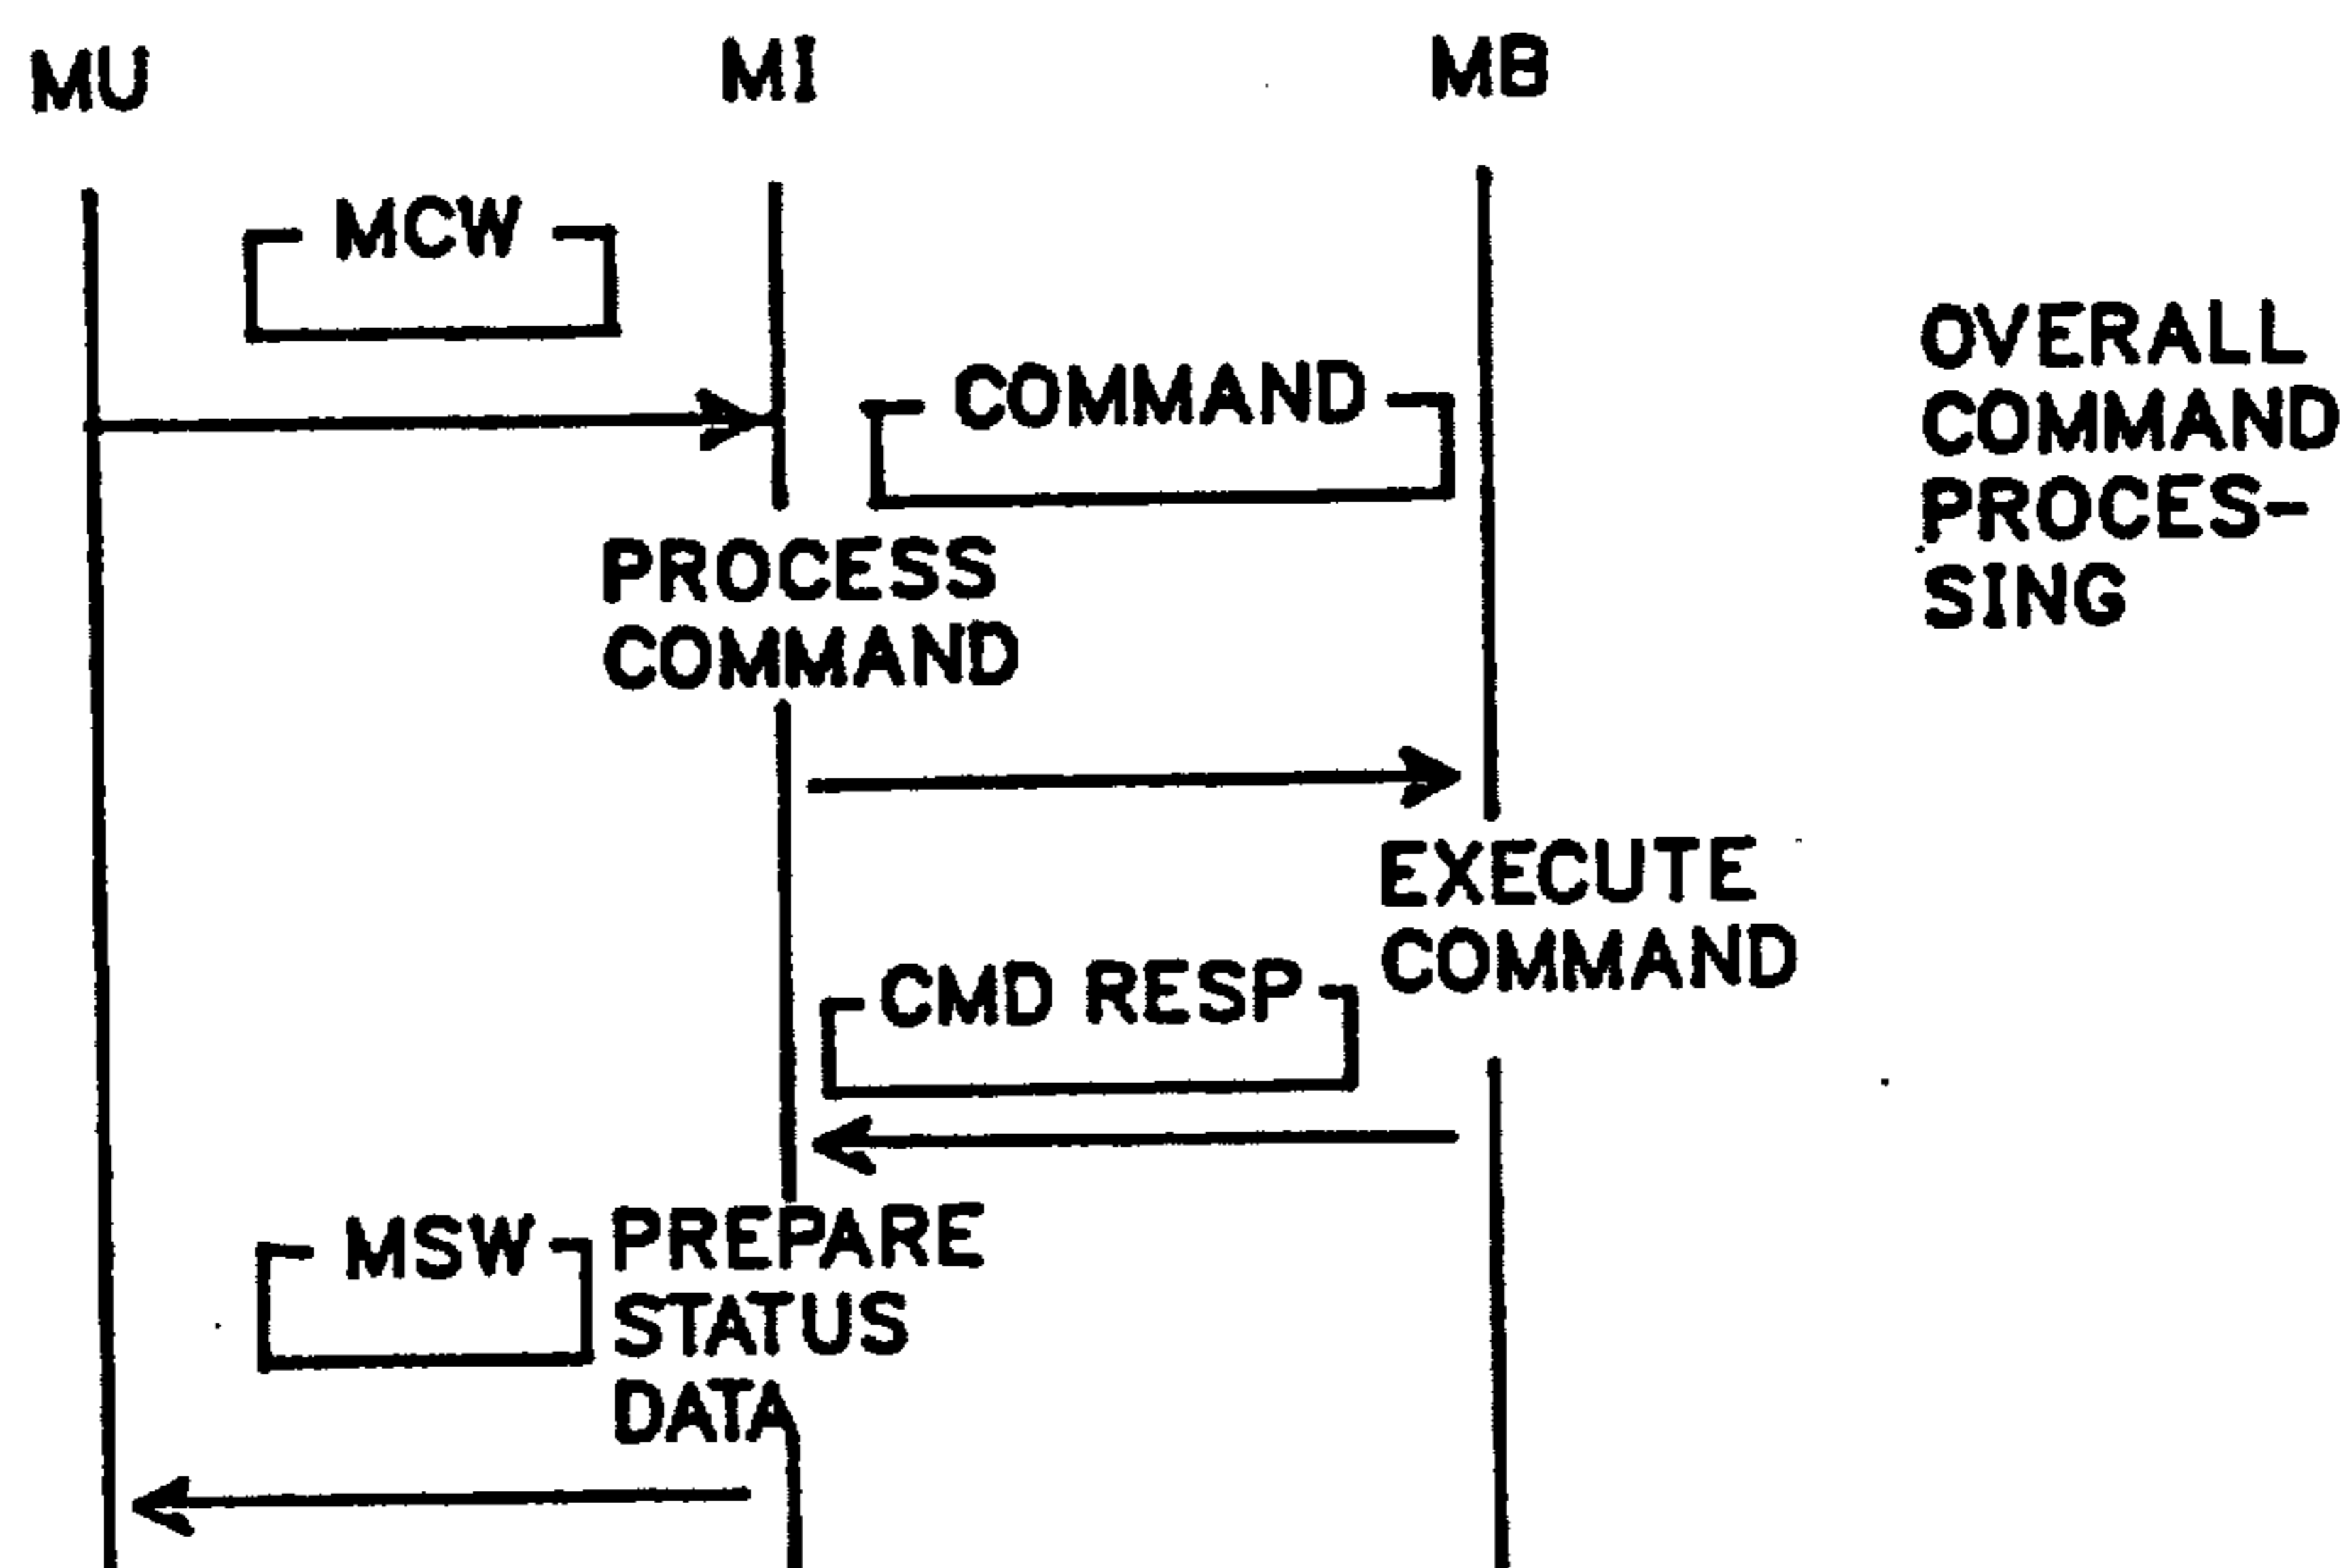 MU MI MB
MCW
OVERALL
COMMAND
PROCES-
SING
COMMAND
PROCESS
COMMAND
EXECUTE
COMMAND
CMD RESP
MSW
PREPARE
STATUS
DATA